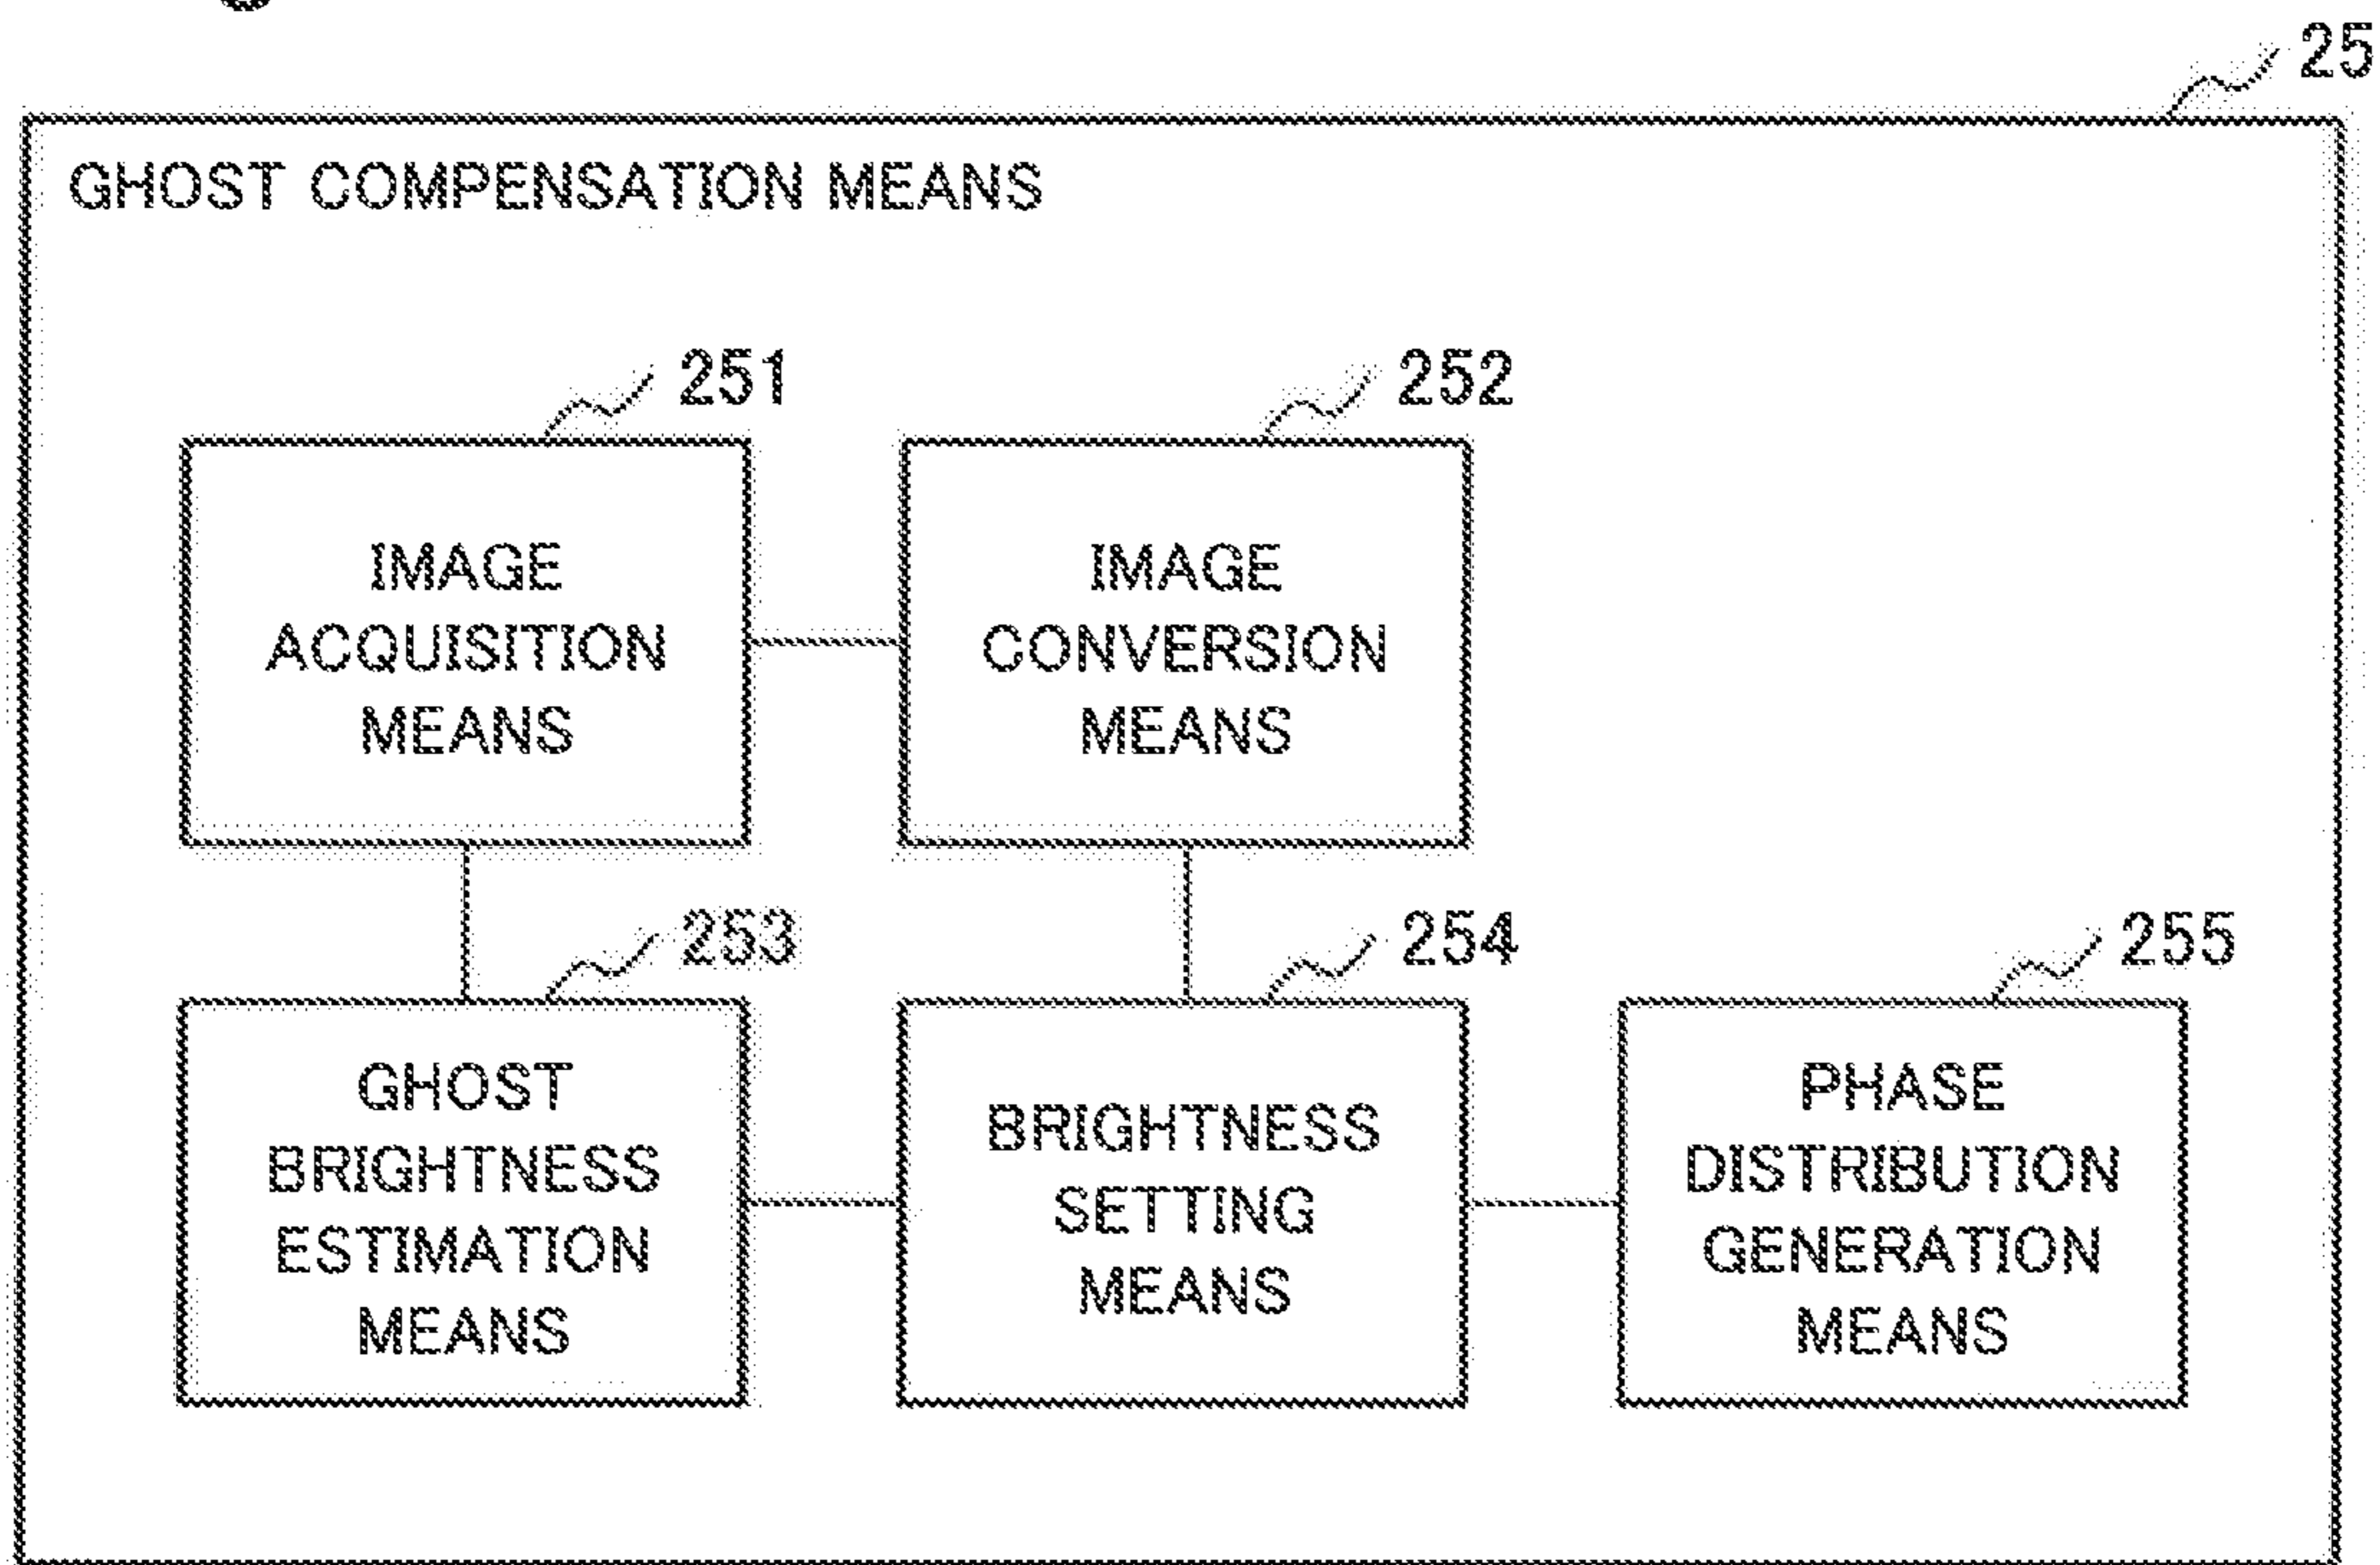 25
GHOST COMPENSATION MEANS
251
IMAGE
ACQUISITION
MEANS
252
IMAGE
CONVERSION
MEANS
253
GHOST
BRIGHTNESS
ESTIMATION
MEANS
254
BRIGHTNESS
SETTING
MEANS
255
PHASE
DISTRIBUTION
GENERATION
MEANS